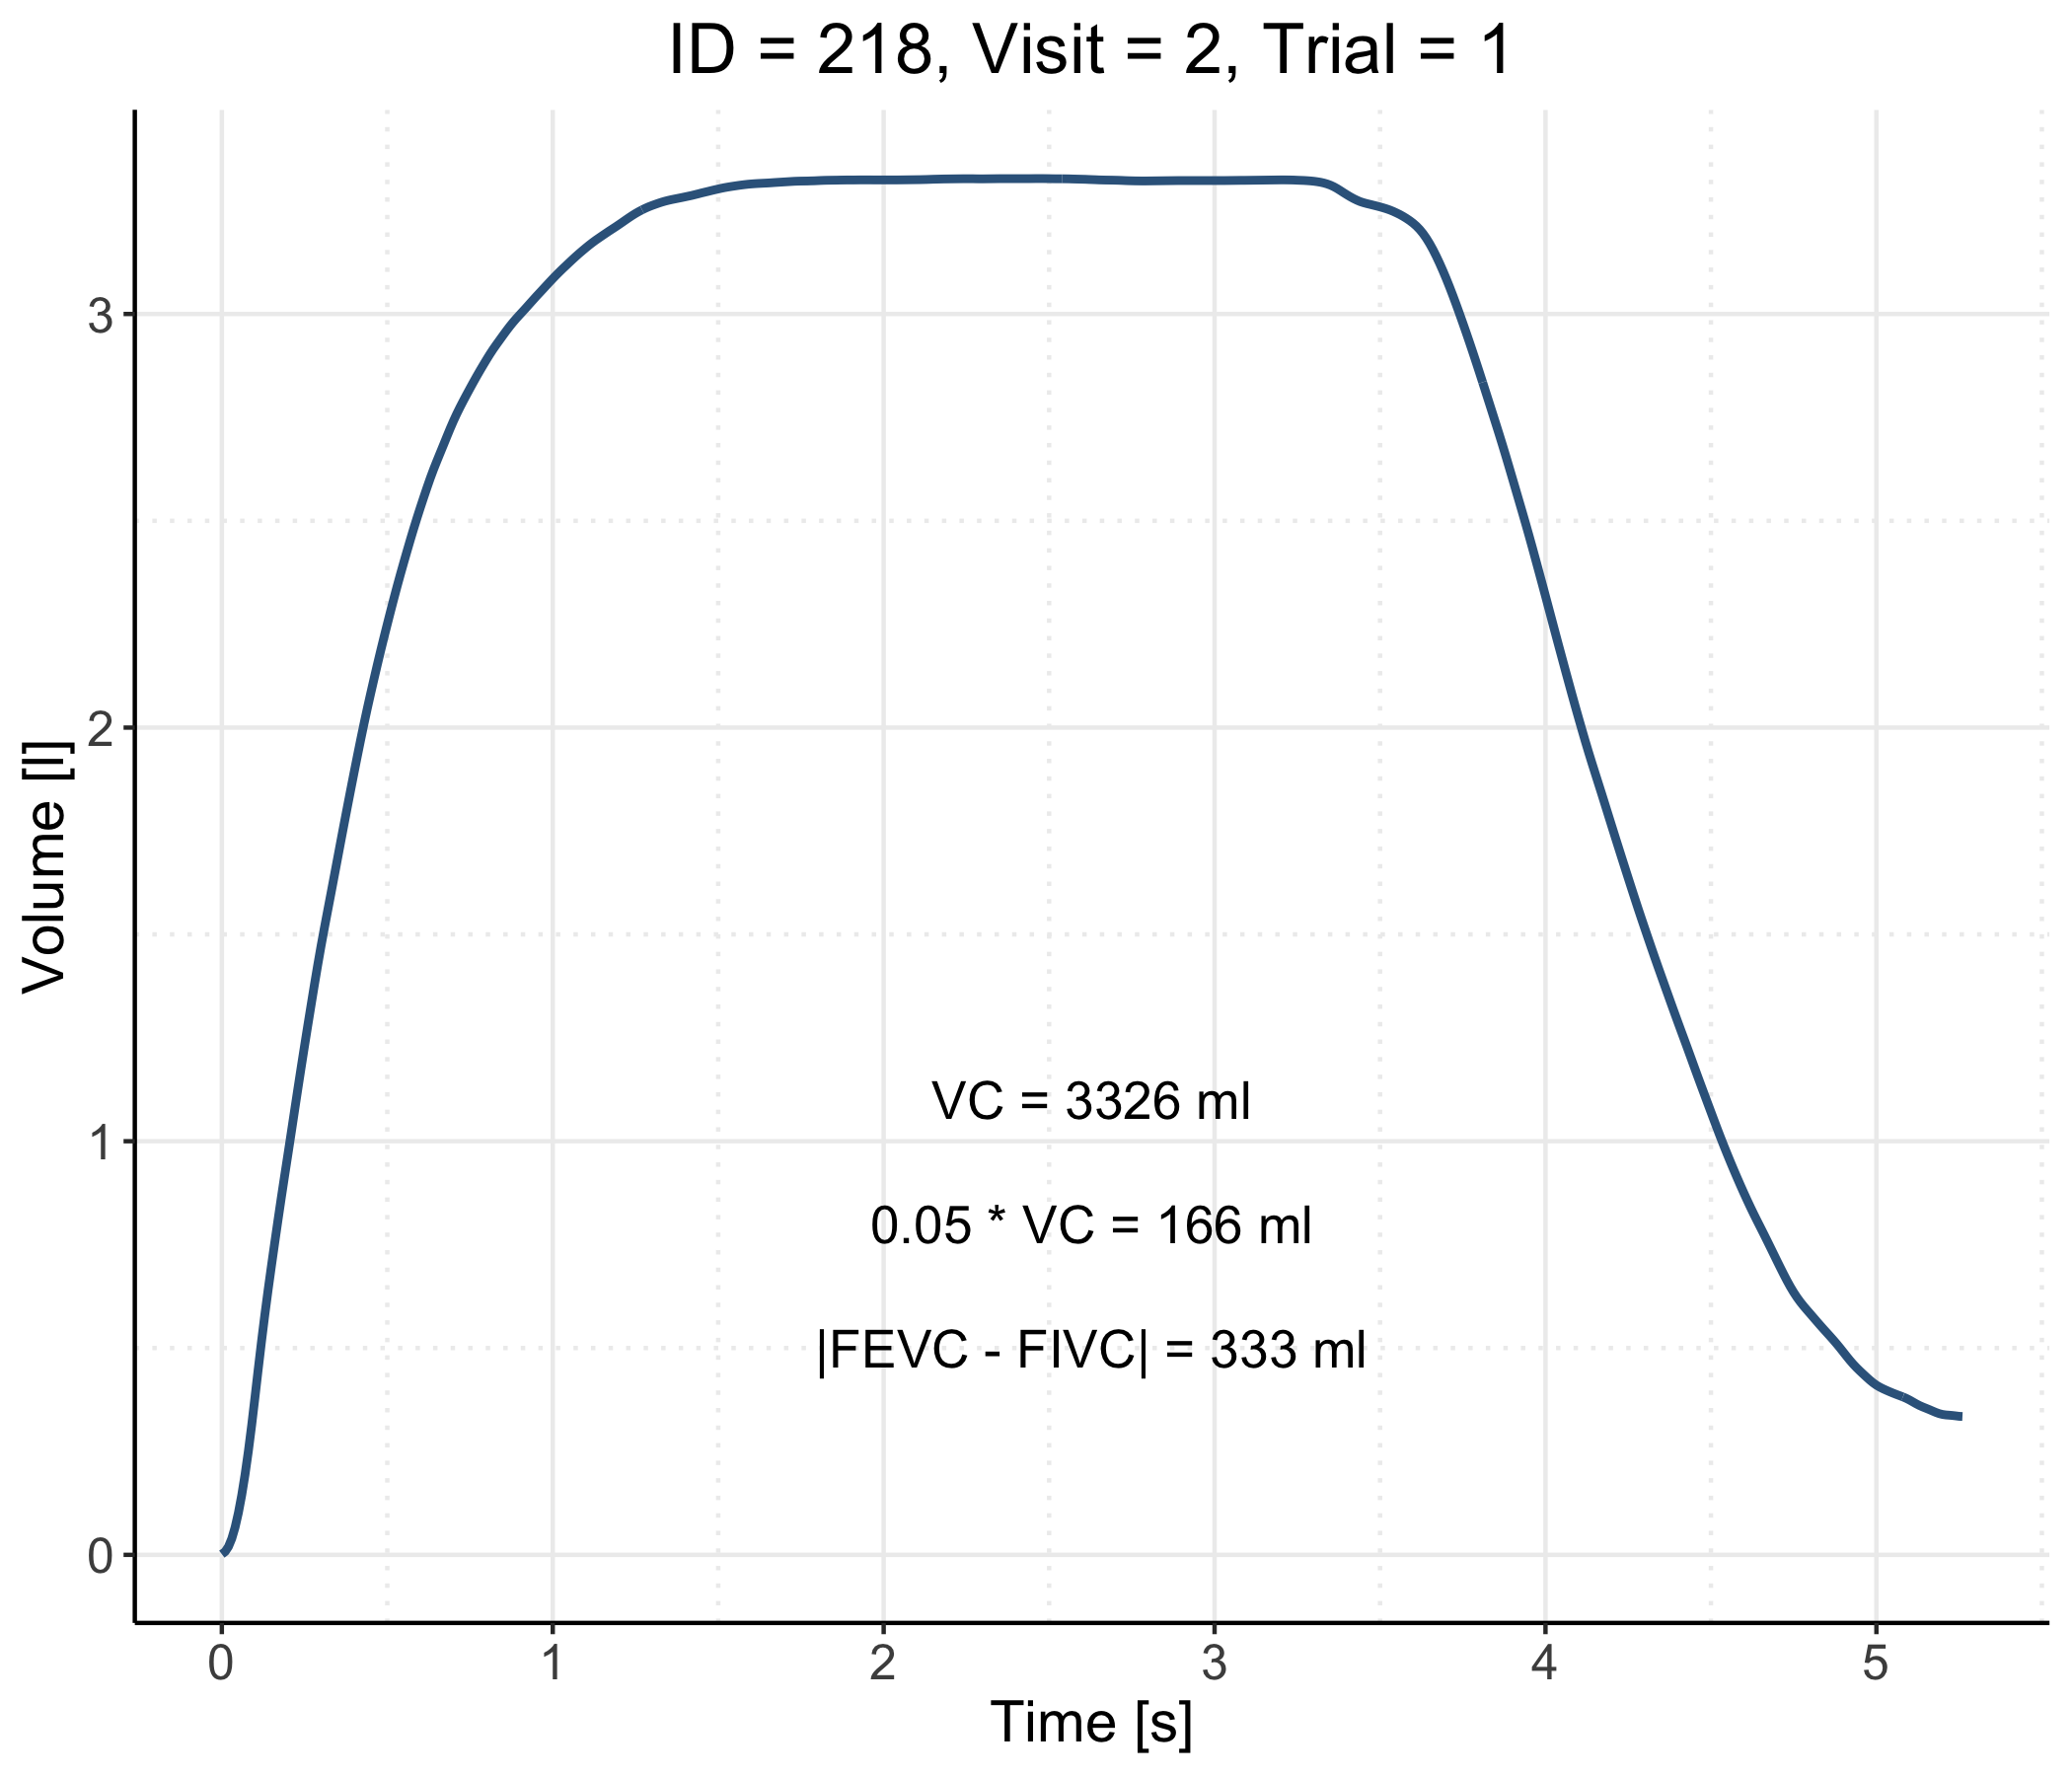 ID = 218, Visit = 2, Trial = 1
Volume [l]
3
2
1
0
VC = 3326 ml
0.05 * VC = 166 ml
|FEVC - FIVC| = 333 ml
0 1 2 3 4 5
Time [s]